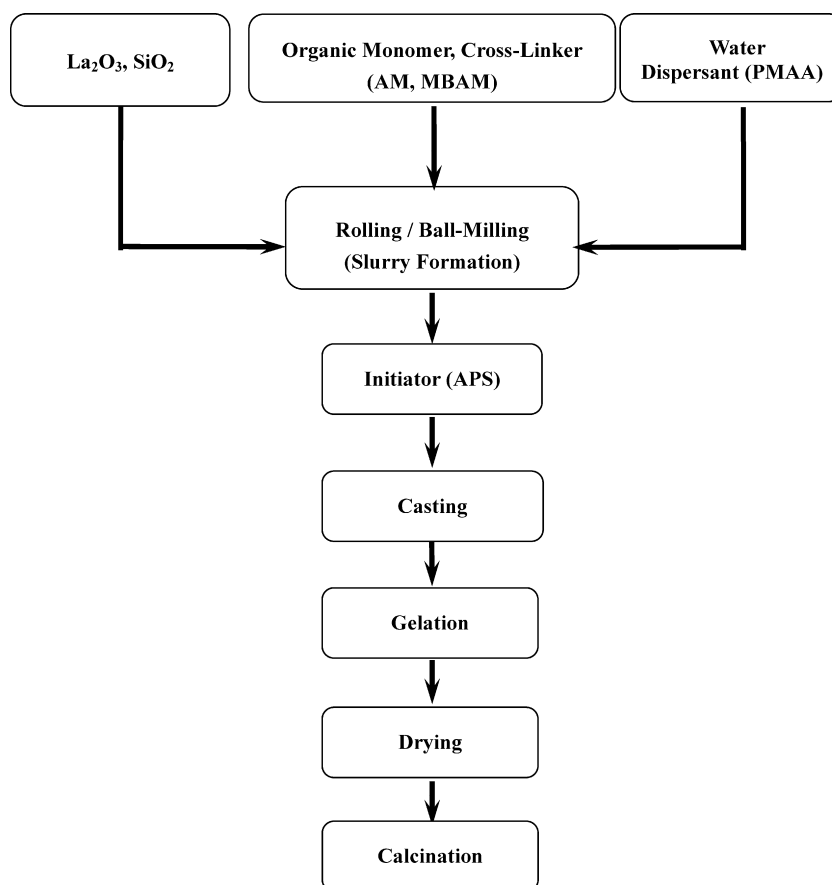 La₂O₃, SiO₂
Organic Monomer, Cross-Linker
(AM, MBAM)
Water
Dispersant (PMAA)
Rolling / Ball-Milling
(Slurry Formation)
Initiator (APS)
Casting
Gelation
Drying
Calcination